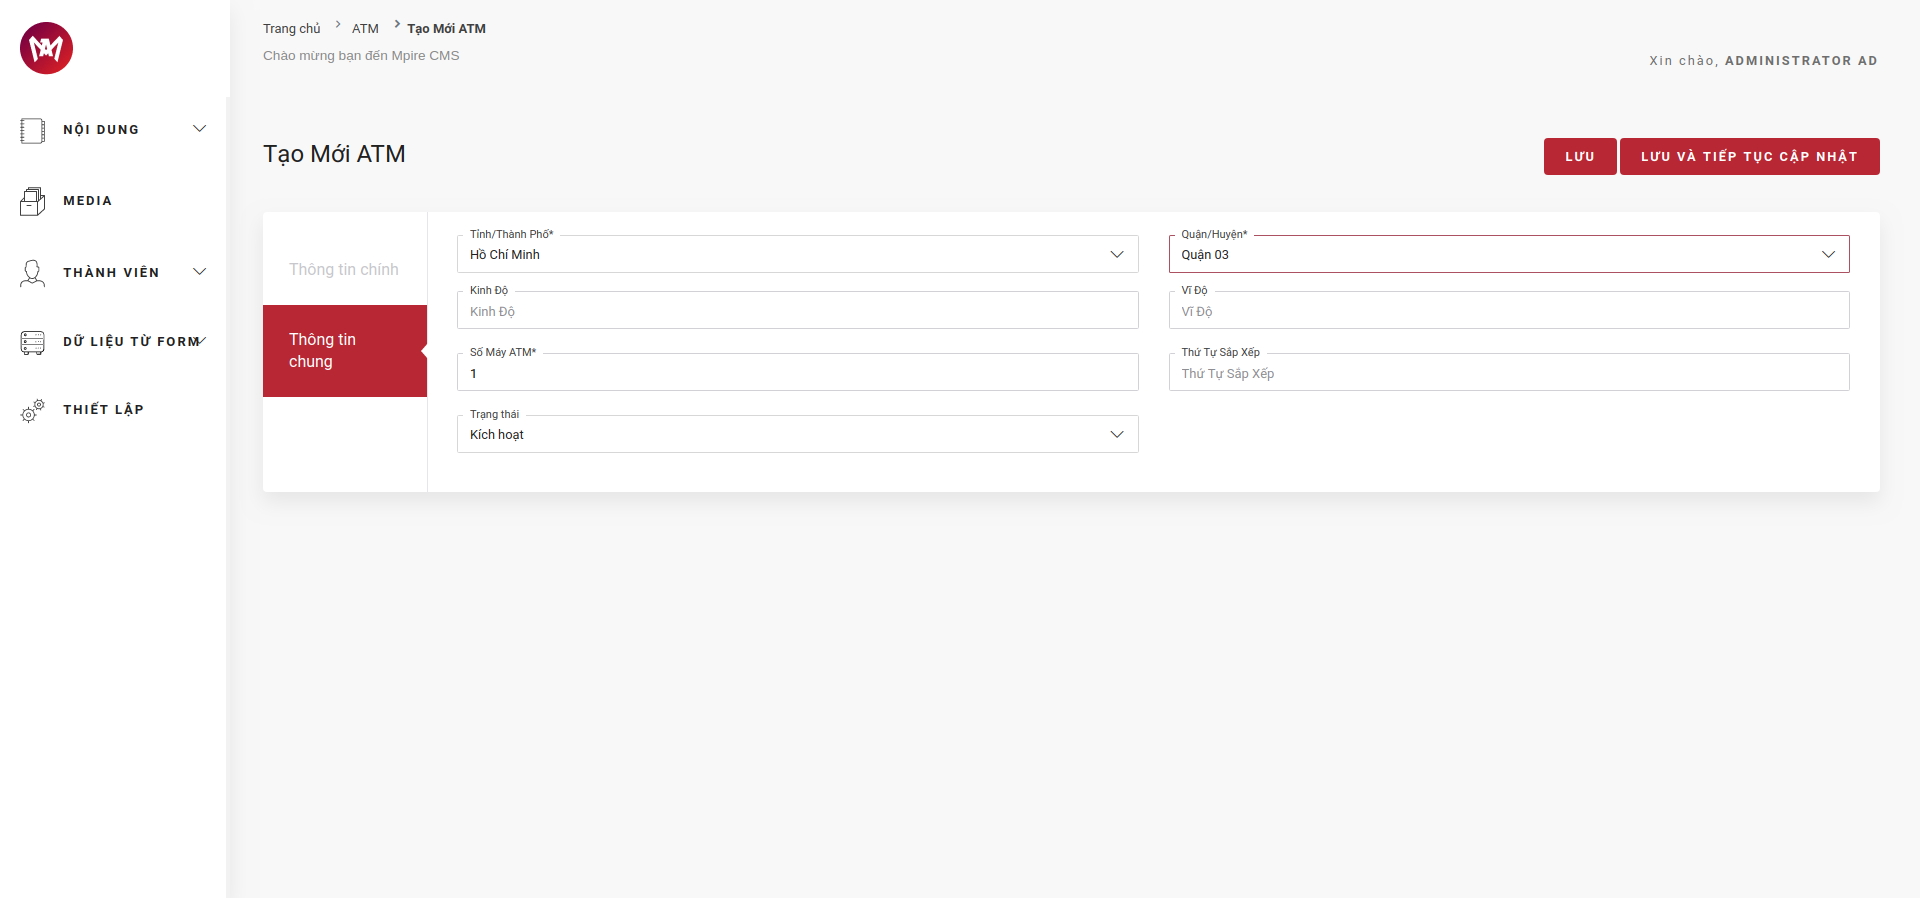 Trang chủ > ATM > Tạo Mới ATM
Chào mừng bạn đến Mpire CMS
Xin chào, ADMINISTRATOR AD
NỘI DUNG
MEDIA
THÀNH VIÊN
DỮ LIỆU TỪ FORM
THIẾT LẬP
Tạo Mới ATM
LƯU
LƯU VÀ TIẾP TỤC CẬP NHẬT
Thông tin chính
Thông tin
chung
Tỉnh/Thành Phố*
Hồ Chí Minh
Quận/Huyện*
Quận 03
Kinh Độ
Kinh Độ
Vĩ Độ
Vĩ Độ
Số Máy ATM*
1
Thứ Tự Sắp Xếp
Thứ Tự Sắp Xếp
Trạng thái
Kích hoạt